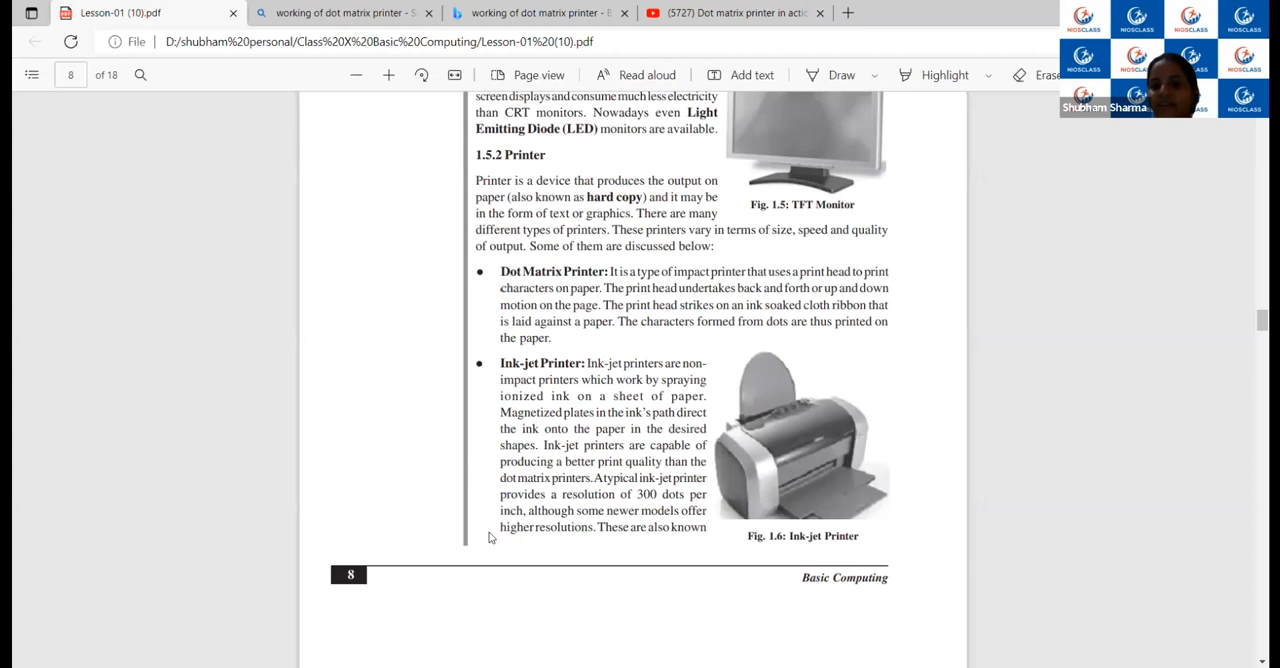 Lesson-01 (10).pdf
working of dot matrix printer - S
working of dot matrix printer - B
(5727) Dot matrix printer in actio
File
D:/shubham%20personal/Class%20X%20Basic%20Computing/Lesson-01%20(10).pdf
8 of 18
Page view
Read aloud
Add text
Draw
Highlight
Erase
NIOSCLASS NIOSCLASS NIOSCLASS NIOSCLASS
NIOSCLASS NIOSCLASS NIOSCLASS
Shubham Sharma
NIOSCLASS
screen displays and consume much less electricity
than CRT monitors. Nowadays even Light
Emitting Diode (LED) monitors are available.
1.5.2 Printer
Printer is a device that produces the output on
paper (also known as hard copy) and it may be
in the form of text or graphics. There are many
different types of printers. These printers vary in terms of size, speed and quality
of output. Some of them are discussed below:
Fig. 1.5: TFT Monitor
● Dot Matrix Printer: It is a type of impact printer that uses a print head to print
characters on paper. The print head undertakes back and forth or up and down
motion on the page. The print head strikes on an ink soaked cloth ribbon that
is laid against a paper. The characters formed from dots are thus printed on
the paper.
● Ink-jet Printer: Ink-jet printers are non-
impact printers which work by spraying
ionized ink on a sheet of paper.
Magnetized plates in the ink's path direct
the ink onto the paper in the desired
shapes. Ink-jet printers are capable of
producing a better print quality than the
dot matrix printers. A typical ink-jet printer
provides a resolution of 300 dots per
inch, although some newer models offer
higher resolutions. These are also known
Fig. 1.6: Ink-jet Printer
8
Basic Computing